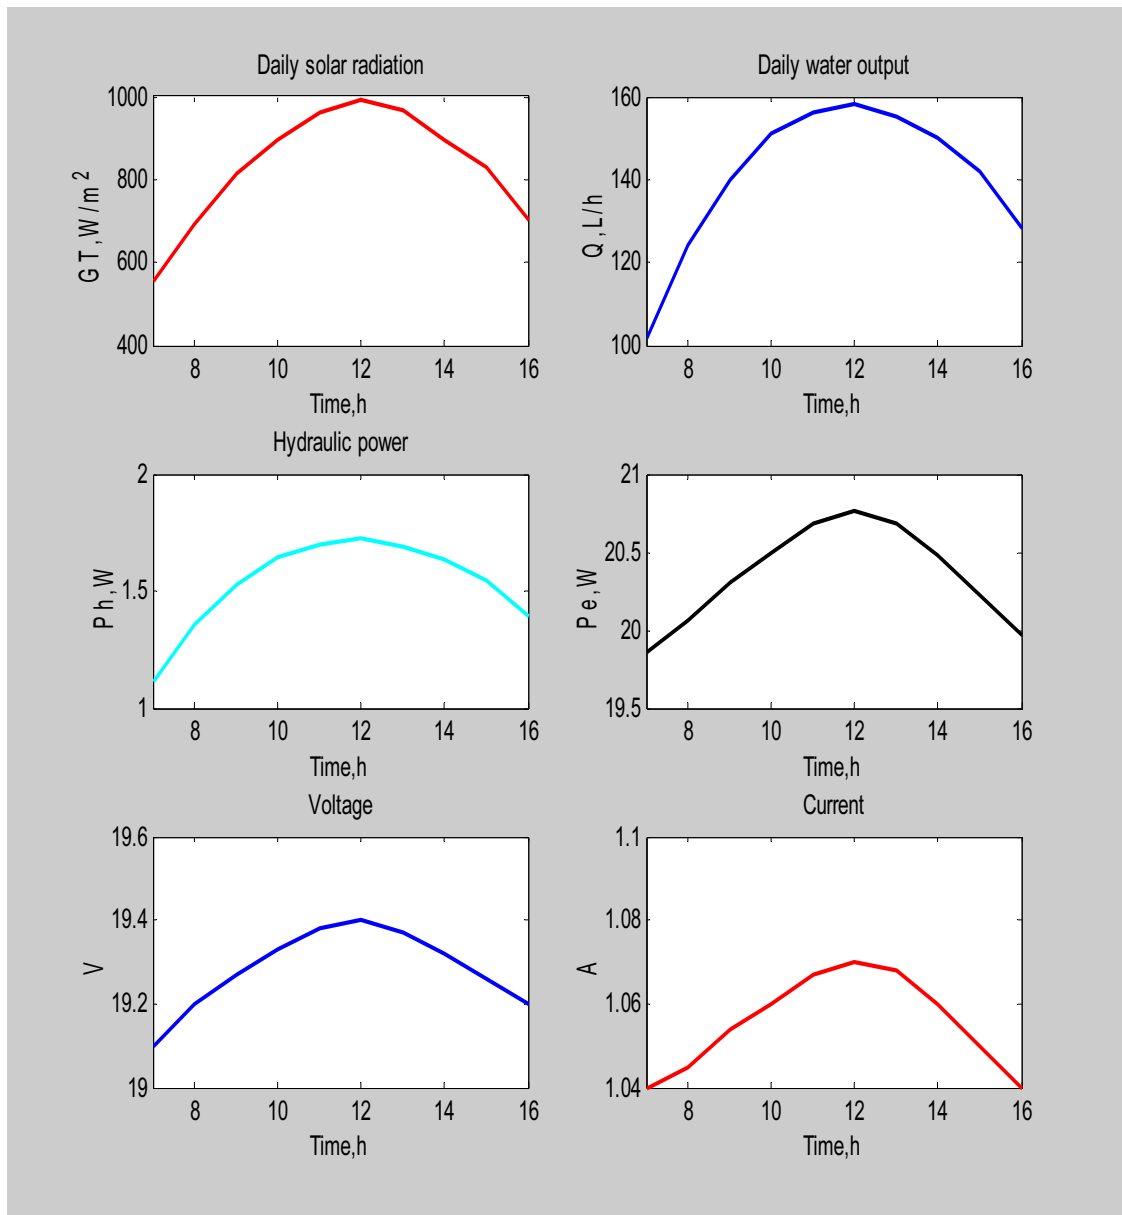 Daily solar radiation
1000
800
600
400
GT,W/m2
8 10 12 14 16
Time,h
Daily water output
160
140
120
100
Q,L/h
8 10 12 14 16
Time,h
Hydraulic power
2
1.5
1
Ph,W
8 10 12 14 16
Time,h
21
20.5
20
19.5
Pe,W
8 10 12 14 16
Time,h
Voltage
19.6
19.4
19.2
19
V
8 10 12 14 16
Time,h
Current
1.1
1.08
1.06
1.04
A
8 10 12 14 16
Time,h